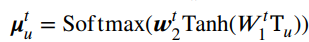 μ_u^t = Softmax(w_2^t Tanh(W_1^t T_u))